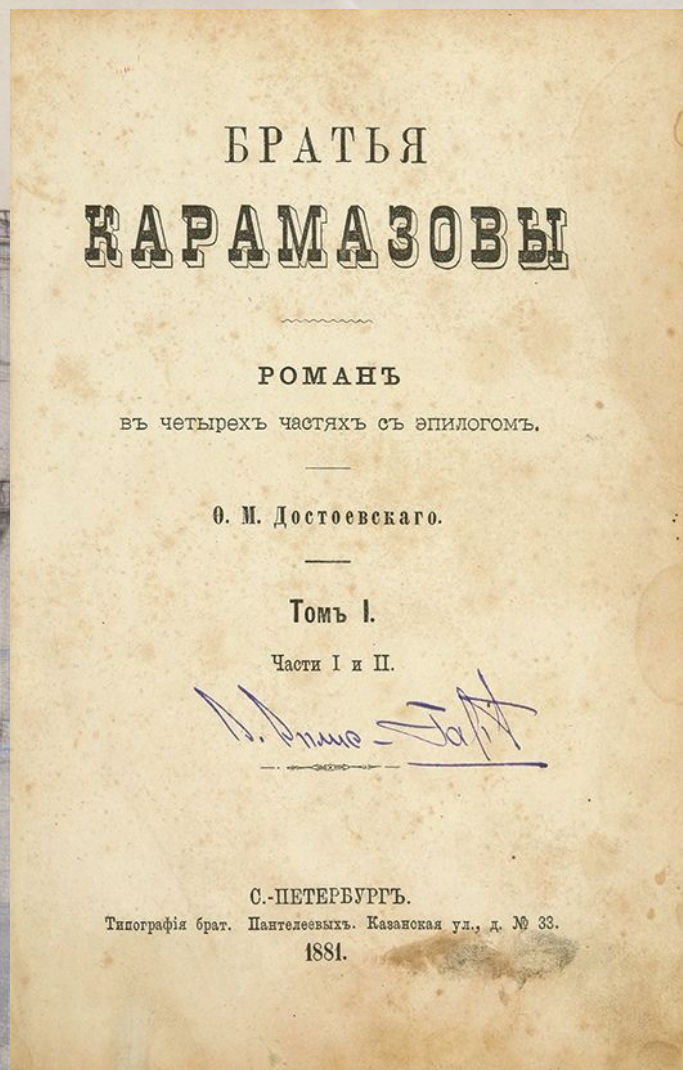 БРАТЬЯ
КАРАМАЗОВЫ
РОМАНЪ
въ четырехъ частяхъ съ эпилогомъ.
Ѳ. М. Достоевскаго.
Томъ I.
Части I и II.
С.-ПЕТЕРБУРГЪ.
Типографія брат. Пантелеевыхъ. Казанская ул., д. № 33.
1881.